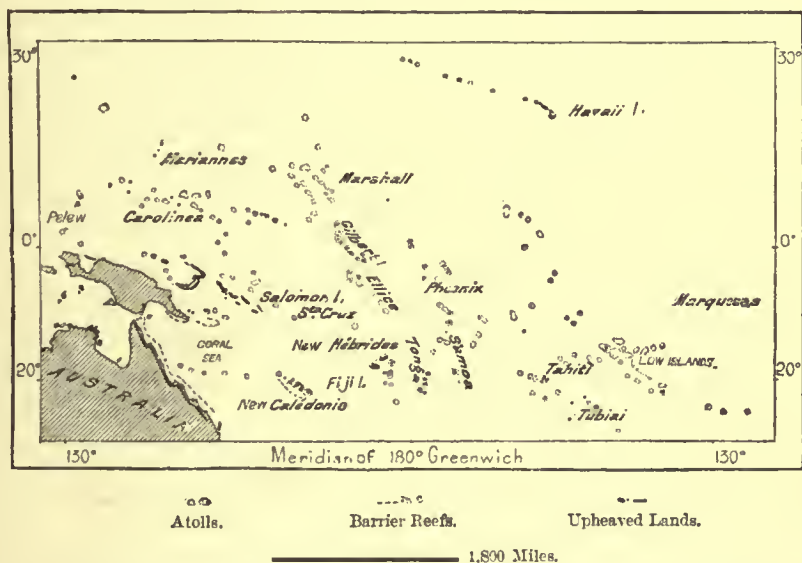 30° 30°
Hawaii I.
Mariannes
Marshall
Pelew
Carolines
0° 0°
Gilbert I.
Ellice
Phœnix
Salomon I.
Sta Cruz
Marquesas
CORAL
SEA
New Hébrides
Samoa
Tonga
Tahiti
LOW ISLANDS.
20° 20°
Fiji I.
AUSTRALIA
New Calédonia
Tubiai
130° Meridian of 180° Greenwich 130°
Atolls. Barrier Reefs. Upheaved Lands.
1,800 Miles.